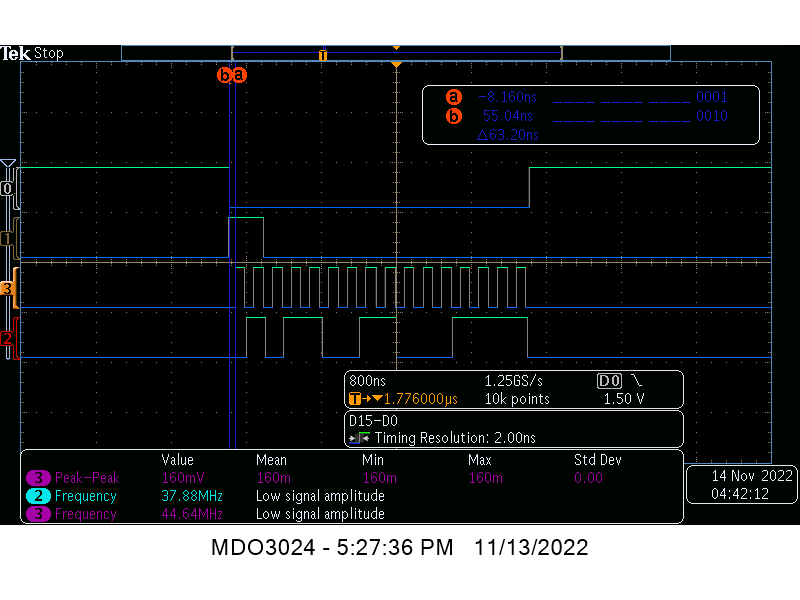 Tek Stop
T
b a
a -8.160ns ____ ____ ____ 0001
b 55.04ns ____ ____ ____ 0010
△63.20ns
0
1
3
2
800ns 1.25GS/s D0
T→▼1.776000µs 10k points 1.50 V
D15-D0
Timing Resolution: 2.00ns
Value Mean Min Max Std Dev
3 Peak-Peak 160mV 160m 160m 160m 0.00
2 Frequency 37.88MHz Low signal amplitude
3 Frequency 44.64MHz Low signal amplitude
14 Nov 2022
04:42:12
MDO3024 - 5:27:36 PM 11/13/2022